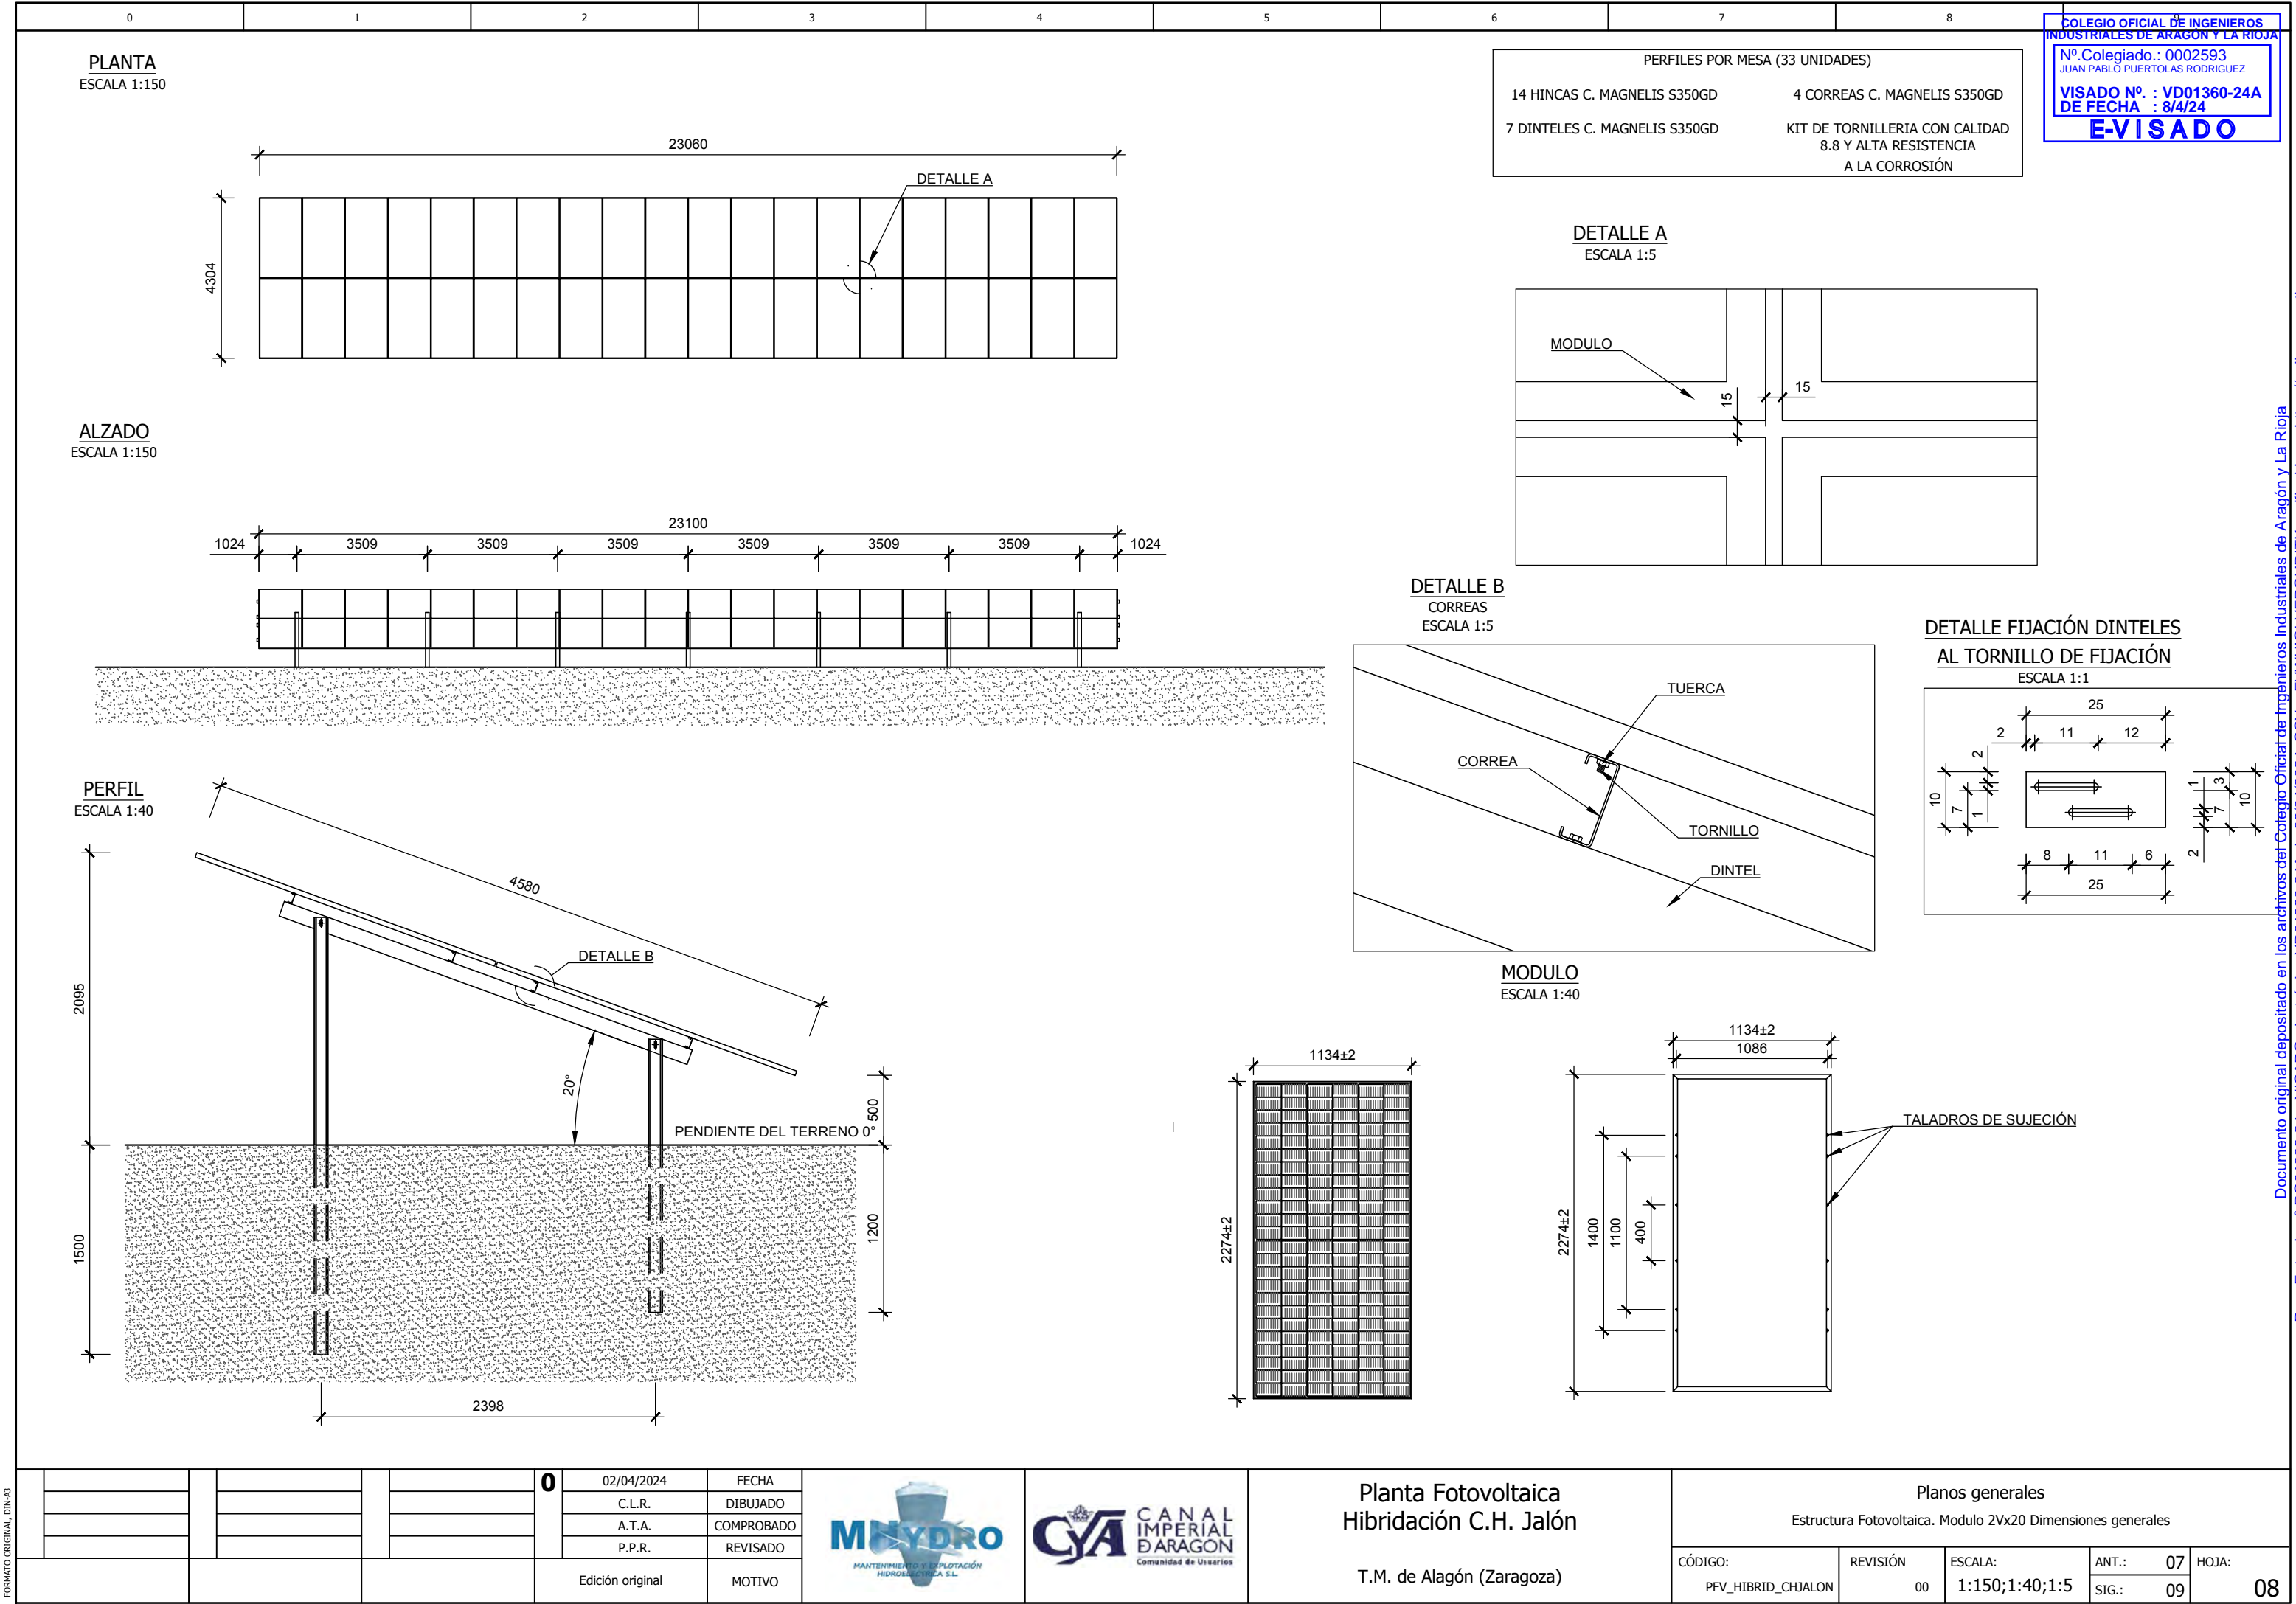 0 1 2 3 4 5 6 7 8 9
COLEGIO OFICIAL DE INGENIEROS
INDUSTRIALES DE ARAGÓN Y LA RIOJA
Nº.Colegiado.: 0002593
JUAN PABLO PUERTOLAS RODRIGUEZ
VISADO Nº. : VD01360-24A
DE FECHA : 8/4/24
E-VISADO
PERFILES POR MESA (33 UNIDADES)
14 HINCAS C. MAGNELIS S350GD
4 CORREAS C. MAGNELIS S350GD
7 DINTELES C. MAGNELIS S350GD
KIT DE TORNILLERIA CON CALIDAD
8.8 Y ALTA RESISTENCIA
A LA CORROSIÓN
PLANTA
ESCALA 1:150
23060
DETALLE A
4304
DETALLE A
ESCALA 1:5
MODULO
15
15
ALZADO
ESCALA 1:150
23100
1024 3509 3509 3509 3509 3509 3509 1024
DETALLE B
CORREAS
ESCALA 1:5
TUERCA
CORREA
TORNILLO
DINTEL
DETALLE FIJACIÓN DINTELES
AL TORNILLO DE FIJACIÓN
ESCALA 1:1
25
2 11 12
2
10
7
1
1
3
7
10
2
8 11 6
25
PERFIL
ESCALA 1:40
4580
DETALLE B
2095
20°
500
PENDIENTE DEL TERRENO 0°
1500
1200
2398
MODULO
ESCALA 1:40
1134±2
2274±2
1134±2
1086
2274±2
1400
1100
400
TALADROS DE SUJECIÓN
Documento original depositado en los archivos del Colegio Oficial de Ingenieros Industriales de Aragón y La Rioja
FORMATO ORIGINAL, DIN-A3
0
02/04/2024 FECHA
C.L.R. DIBUJADO
A.T.A. COMPROBADO
P.P.R. REVISADO
Edición original MOTIVO
MHYDRO
MANTENIMIENTO Y EXPLOTACIÓN
HIDROELÉCTRICA S.L.
CYA
CANAL
IMPERIAL
D ARAGON
Comunidad de Usuarios
Planta Fotovoltaica
Hibridación C.H. Jalón
T.M. de Alagón (Zaragoza)
Planos generales
Estructura Fotovoltaica. Modulo 2Vx20 Dimensiones generales
CÓDIGO:
PFV_HIBRID_CHJALON
REVISIÓN
00
ESCALA:
1:150;1:40;1:5
ANT.: 07
SIG.: 09
HOJA:
08